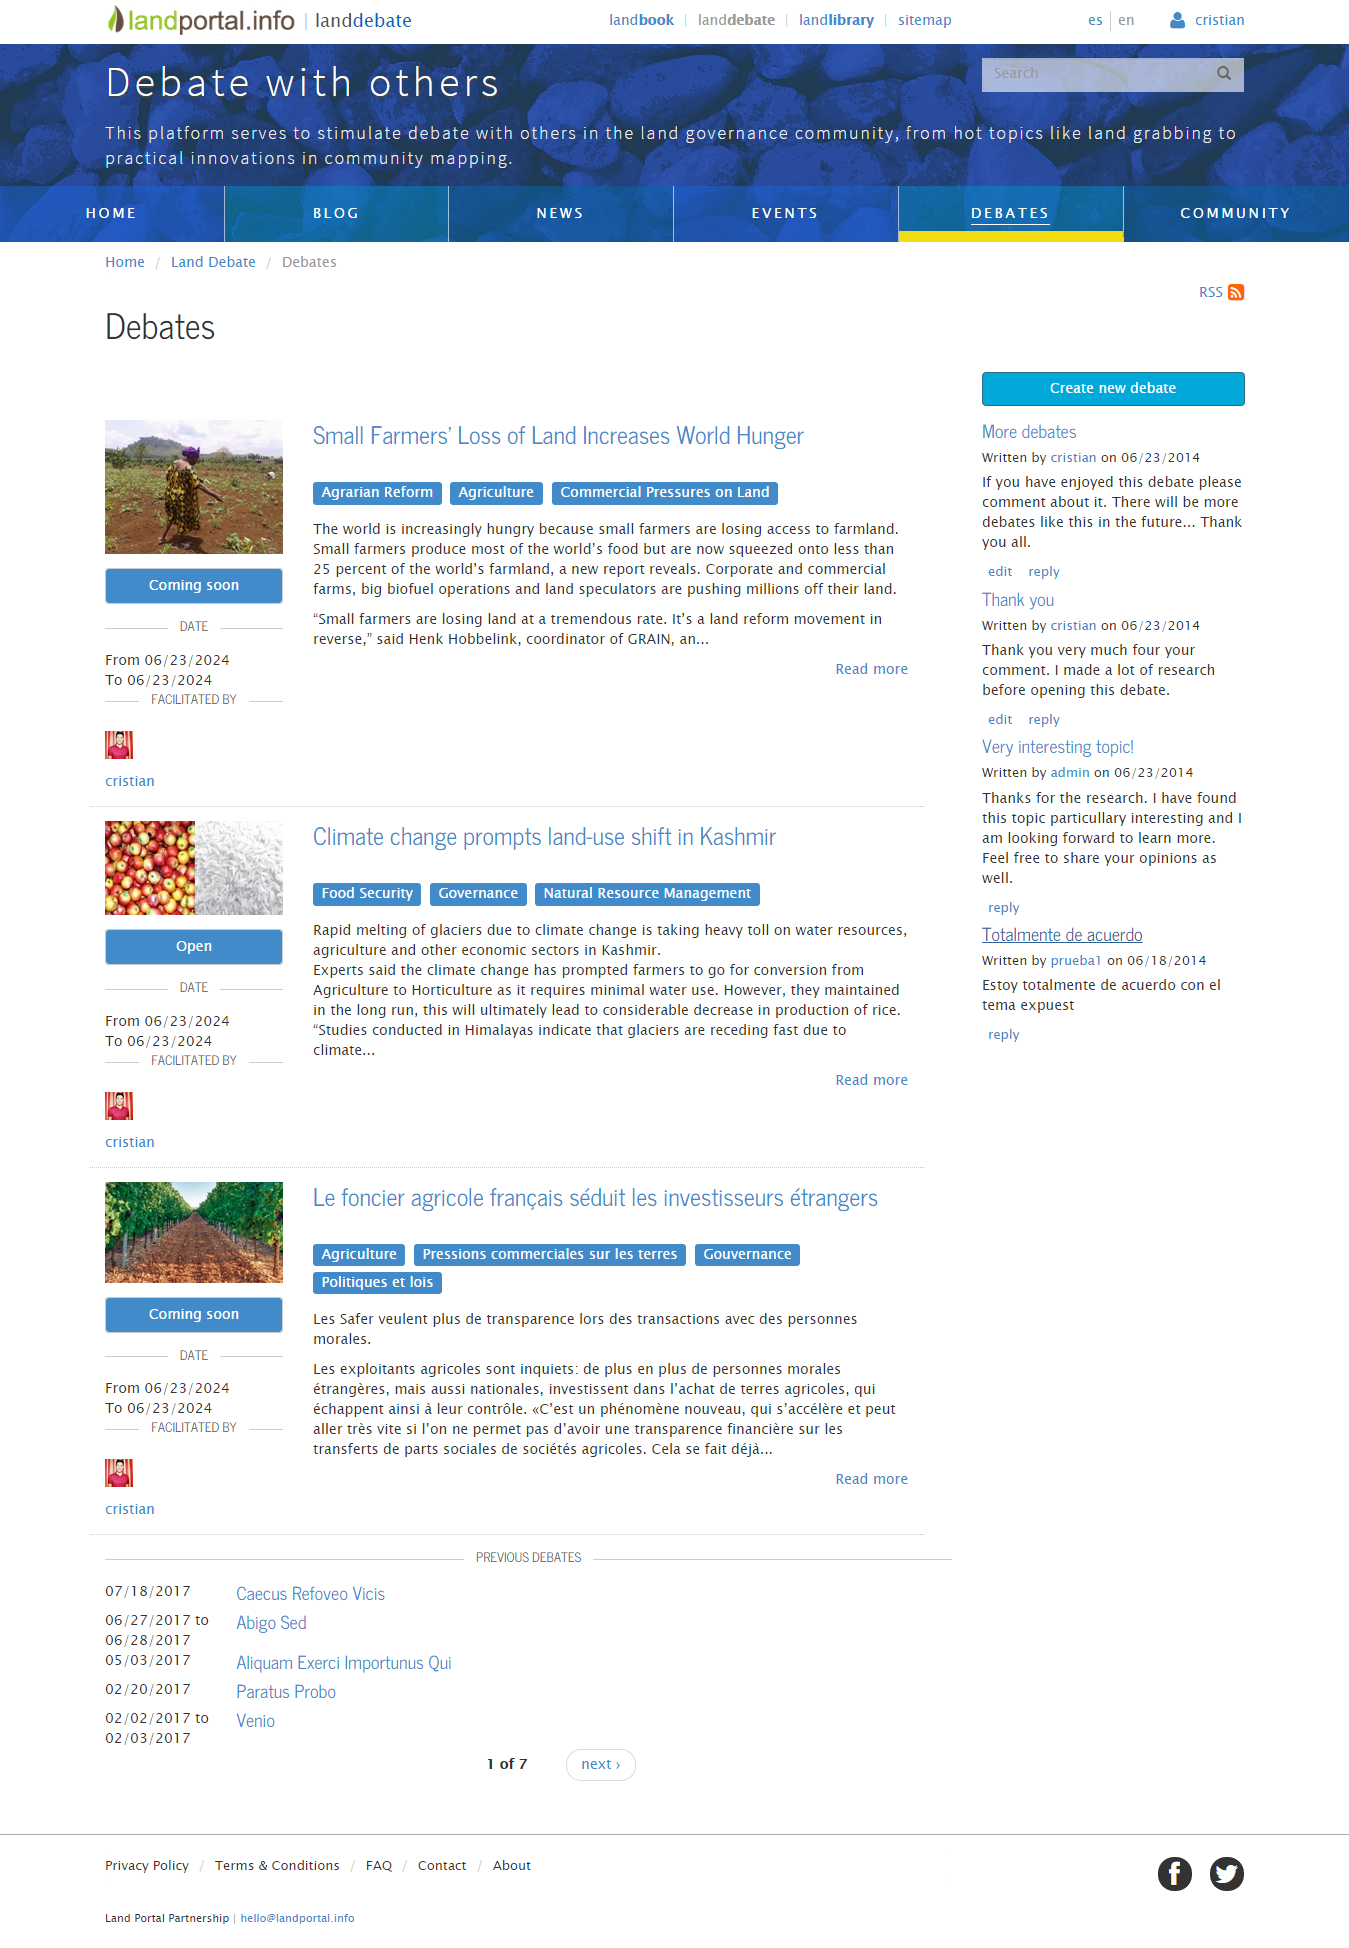 landportal.info | landdebate
landbook | landdebate | landlibrary | sitemap
es | en
cristian
Debate with others
Search
This platform serves to stimulate debate with others in the land governance community, from hot topics like land grabbing to
practical innovations in community mapping.
HOME
BLOG
NEWS
EVENTS
DEBATES
COMMUNITY
Home / Land Debate / Debates
RSS
Debates
Small Farmers’ Loss of Land Increases World Hunger
Agrarian Reform Agriculture Commercial Pressures on Land
The world is increasingly hungry because small farmers are losing access to farmland.
Small farmers produce most of the world’s food but are now squeezed onto less than
25 percent of the world’s farmland, a new report reveals. Corporate and commercial
farms, big biofuel operations and land speculators are pushing millions off their land.
“Small farmers are losing land at a tremendous rate. It’s a land reform movement in
reverse,” said Henk Hobbelink, coordinator of GRAIN, an...
Read more
Coming soon
DATE
From 06/23/2024
To 06/23/2024
FACILITATED BY
cristian
Climate change prompts land-use shift in Kashmir
Food Security Governance Natural Resource Management
Rapid melting of glaciers due to climate change is taking heavy toll on water resources,
agriculture and other economic sectors in Kashmir.
Experts said the climate change has prompted farmers to go for conversion from
Agriculture to Horticulture as it requires minimal water use. However, they maintained
in the long run, this will ultimately lead to considerable decrease in production of rice.
“Studies conducted in Himalayas indicate that glaciers are receding fast due to
climate...
Read more
Open
DATE
From 06/23/2024
To 06/23/2024
FACILITATED BY
cristian
Le foncier agricole français séduit les investisseurs étrangers
Agriculture Pressions commerciales sur les terres Gouvernance
Politiques et lois
Les Safer veulent plus de transparence lors des transactions avec des personnes
morales.
Les exploitants agricoles sont inquiets: de plus en plus de personnes morales
étrangères, mais aussi nationales, investissent dans l’achat de terres agricoles, qui
échappent ainsi à leur contrôle. «C’est un phénomène nouveau, qui s’accélère et peut
aller très vite si l’on ne permet pas d’avoir une transparence financière sur les
transferts de parts sociales de sociétés agricoles. Cela se fait déjà...
Read more
Coming soon
DATE
From 06/23/2024
To 06/23/2024
FACILITATED BY
cristian
PREVIOUS DEBATES
07/18/2017 Caecus Refoveo Vicis
06/27/2017 to Abigo Sed
06/28/2017
05/03/2017 Aliquam Exerci Importunus Qui
02/20/2017 Paratus Probo
02/02/2017 to Venio
02/03/2017
1 of 7 next ›
Create new debate
More debates
Written by cristian on 06/23/2014
If you have enjoyed this debate please
comment about it. There will be more
debates like this in the future... Thank
you all.
edit reply
Thank you
Written by cristian on 06/23/2014
Thank you very much four your
comment. I made a lot of research
before opening this debate.
edit reply
Very interesting topic!
Written by admin on 06/23/2014
Thanks for the research. I have found
this topic particullary interesting and I
am looking forward to learn more.
Feel free to share your opinions as
well.
reply
Totalmente de acuerdo
Written by prueba1 on 06/18/2014
Estoy totalmente de acuerdo con el
tema expuest
reply
Privacy Policy / Terms & Conditions / FAQ / Contact / About
Land Portal Partnership | hello@landportal.info